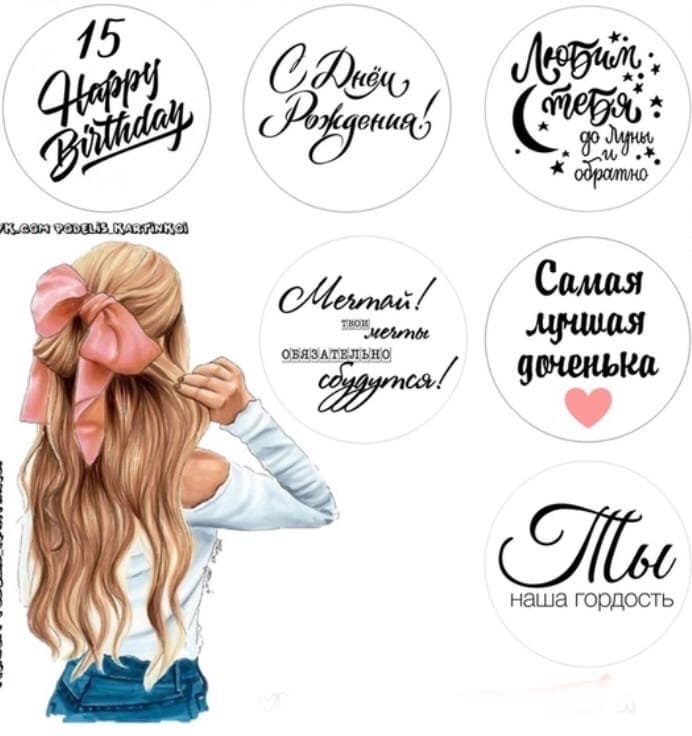 15
Happy
Birthday
С Днём
Рождения!
Любим
тебя
до Луны
и
обратно
VK.COM PODELIS_KARTINKOI
Мечтай!
ТВОИ
мечты
ОБЯЗАТЕЛЬНО
сбудутся!
Самая
лучшая
доченька
Ты
наша гордость